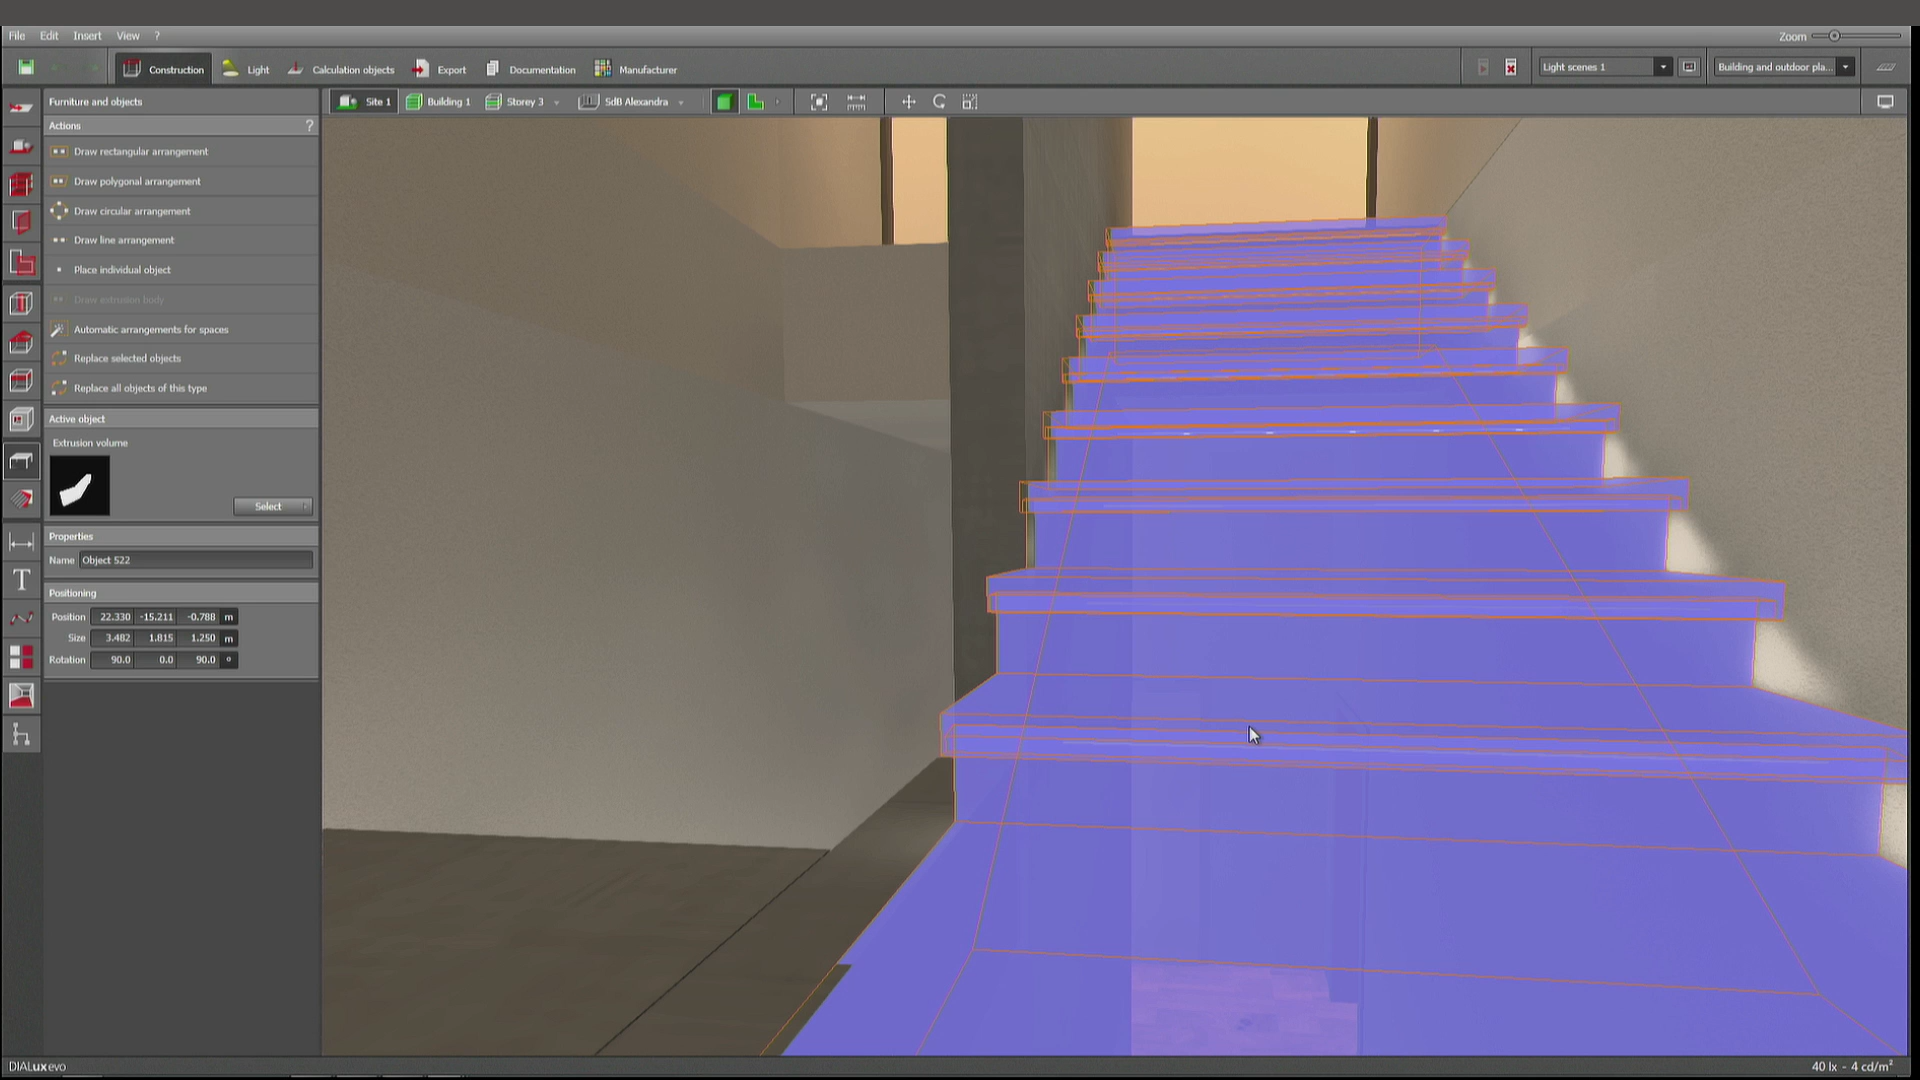 File Edit Insert View ?
Zoom
Construction Light Calculation objects Export Documentation Manufacturer
Light scenes 1
Building and outdoor pla...
Furniture and objects
Site 1 Building 1 Storey 3 SdB Alexandra
Actions ?
Draw rectangular arrangement
Draw polygonal arrangement
Draw circular arrangement
Draw line arrangement
Place individual object
Draw extrusion body
Automatic arrangements for spaces
Replace selected objects
Replace all objects of this type
Active object
Extrusion volume
Select
Properties
Name Object 522
T
Positioning
Position 22.330 -15.211 -0.788 m
Size 3.482 1.815 1.250 m
Rotation 90.0 0.0 90.0 °
DIALux evo
40 lx - 4 cd/m²